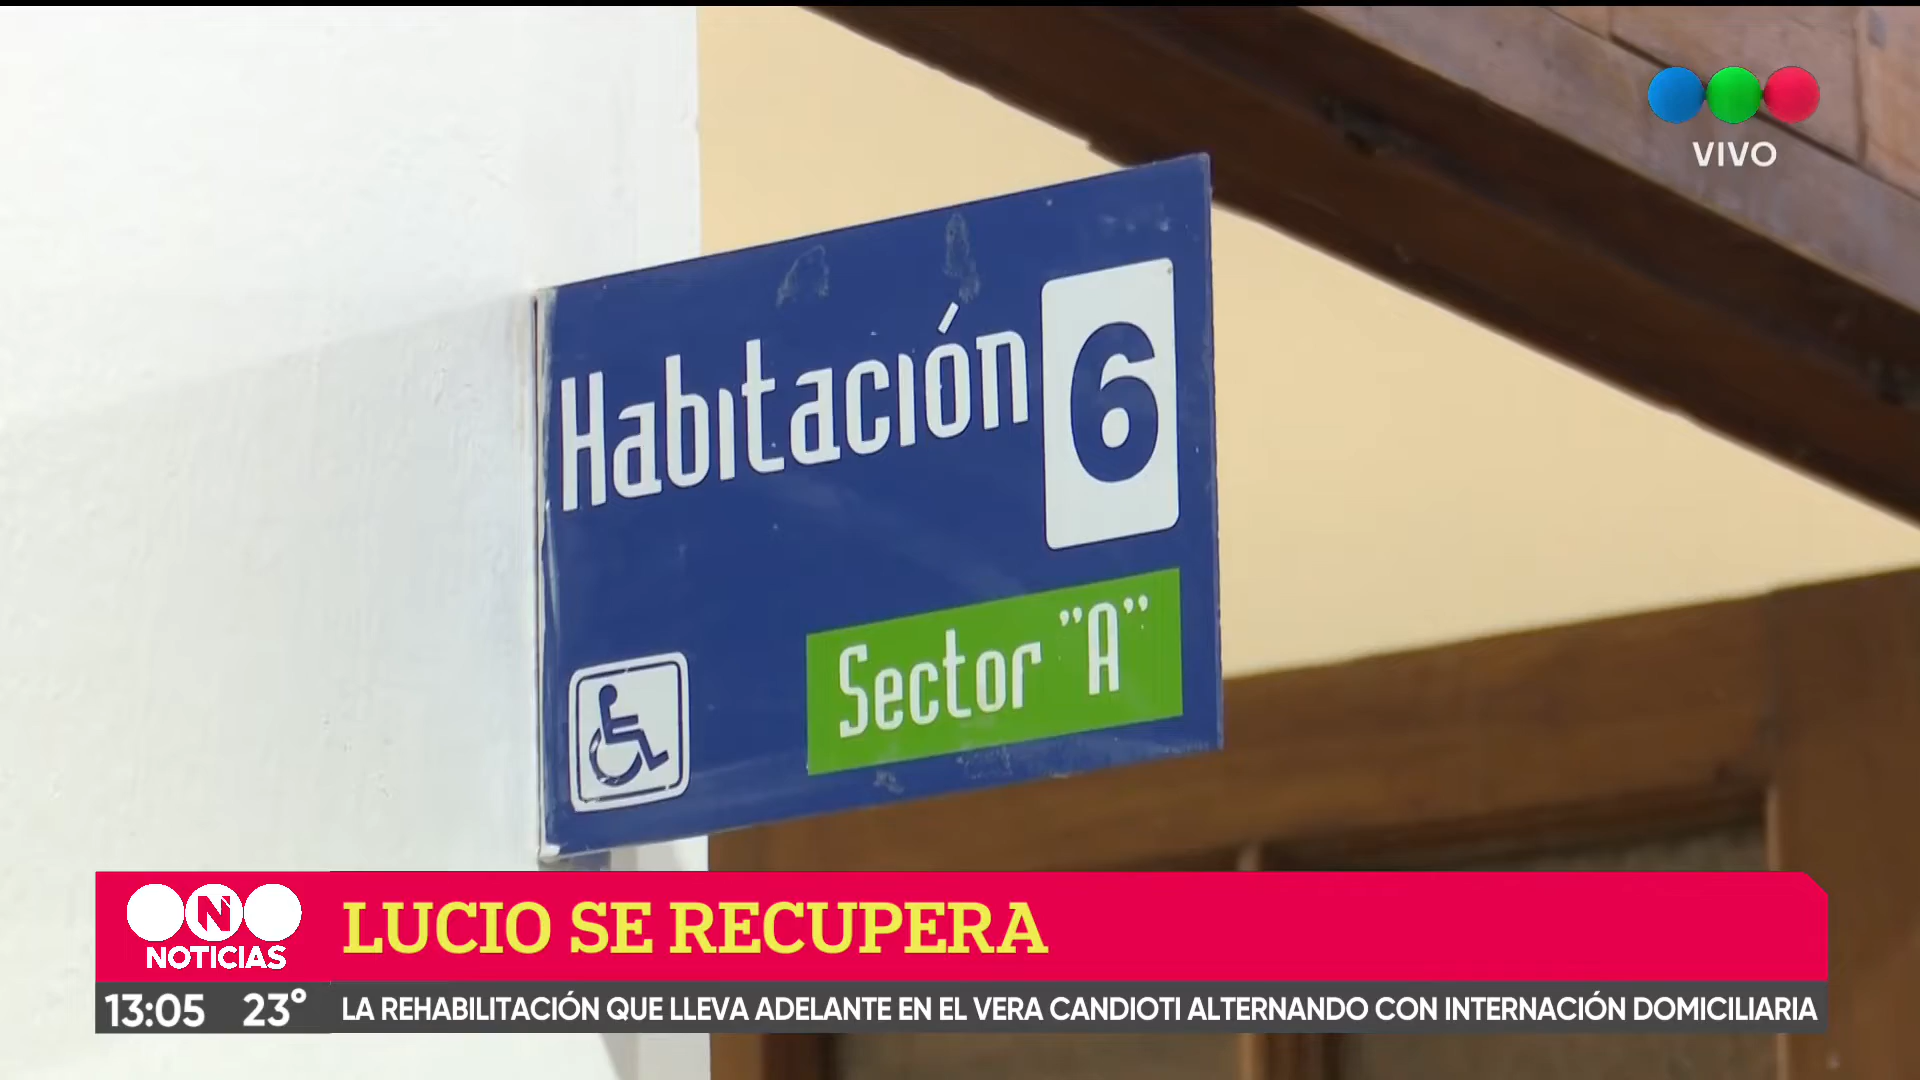 VIVO
Habitación 6
Sector "A"
N
NOTICIAS
LUCIO SE RECUPERA
13:05 23°
LA REHABILITACIÓN QUE LLEVA ADELANTE EN EL VERA CANDIOTI ALTERNANDO CON INTERNACIÓN DOMICILIARIA